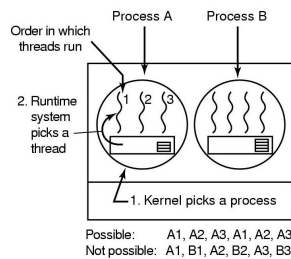 Process A
Process B
Order in which
threads run
1 2 3
2. Runtime
system
picks a
thread
1. Kernel picks a process
Possible: A1, A2, A3, A1, A2, A3
Not possible: A1, B1, A2, B2, A3, B3